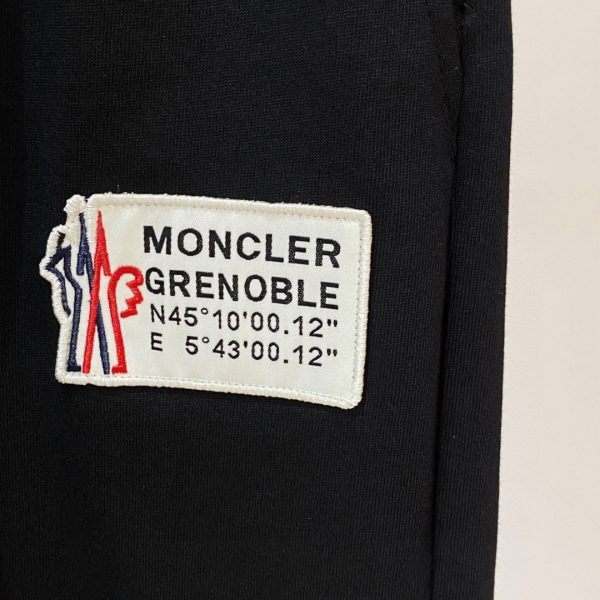 MONCLER
GRENOBLE
N45°10'00.12"
E 5°43'00.12"